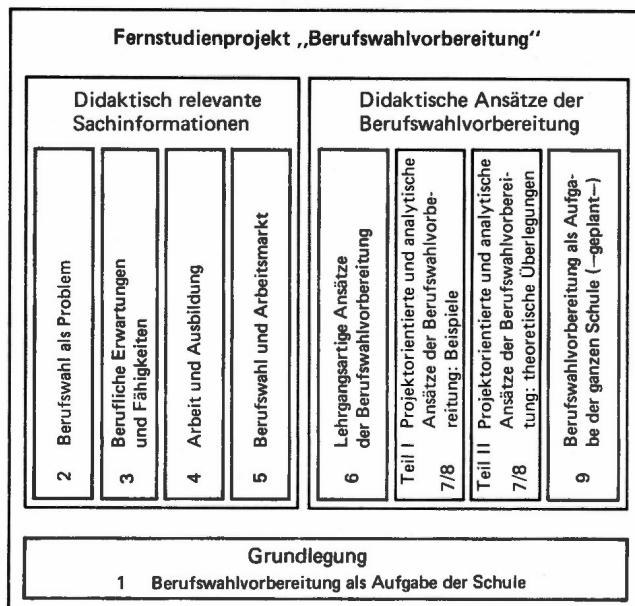 Fernstudienprojekt „Berufswahlvorbereitung“
Didaktisch relevante
Sachinformationen
2 Berufswahl als Problem
3 Berufliche Erwartungen
und Fähigkeiten
4 Arbeit und Ausbildung
5 Berufswahl und Arbeitsmarkt
Didaktische Ansätze der
Berufswahlvorbereitung
6 Lehrgangsartige Ansätze
der Berufswahlvorbereitung
Teil I Projektorientierte und analytische
Ansätze der Berufswahlvorbe-
7/8 reitung: Beispiele
Teil II Projektorientierte und analytische
Ansätze der Berufswahlvorberei-
7/8 tung: theoretische Überlegungen
9 Berufswahlvorbereitung als Aufga-
be der ganzen Schule (—geplant—)
Grundlegung
1 Berufswahlvorbereitung als Aufgabe der Schule